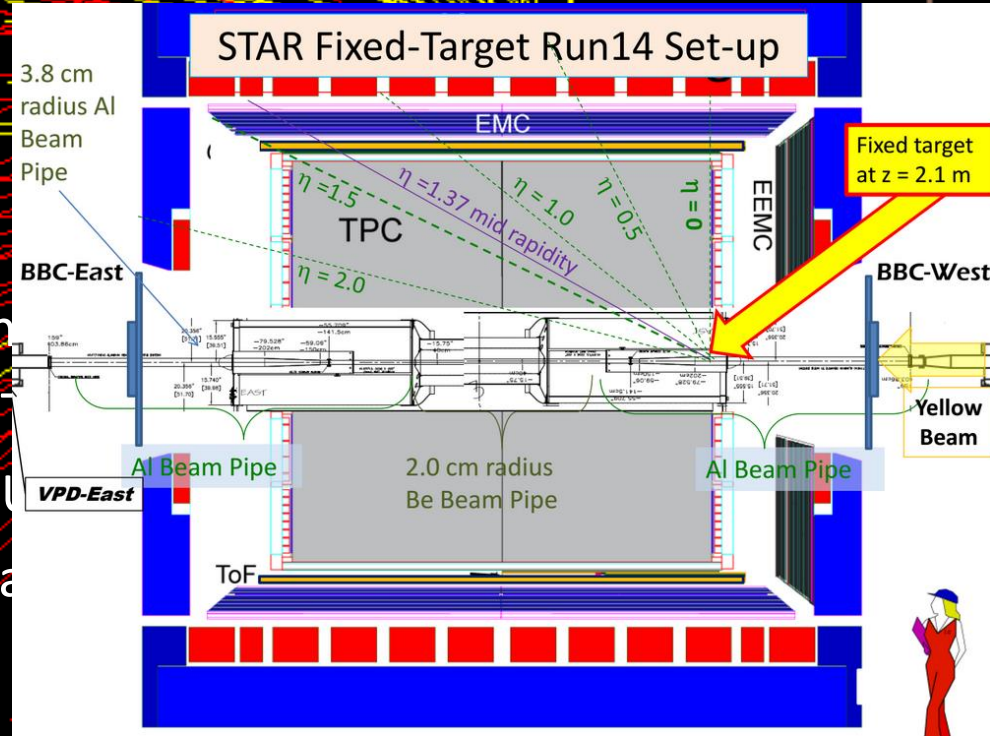 STAR Fixed-Target Run14 Set-up
3.8 cm
radius Al
Beam
Pipe
EMC
Fixed target
at z = 2.1 m
η =1.5
η =1.37 mid rapidity
η =1.0
η =0.5
η =0
TPC
EEMC
η =2.0
BBC-East
BBC-West
EAST
Yellow
Beam
Al Beam Pipe
2.0 cm radius
Be Beam Pipe
Al Beam Pipe
VPD-East
ToF